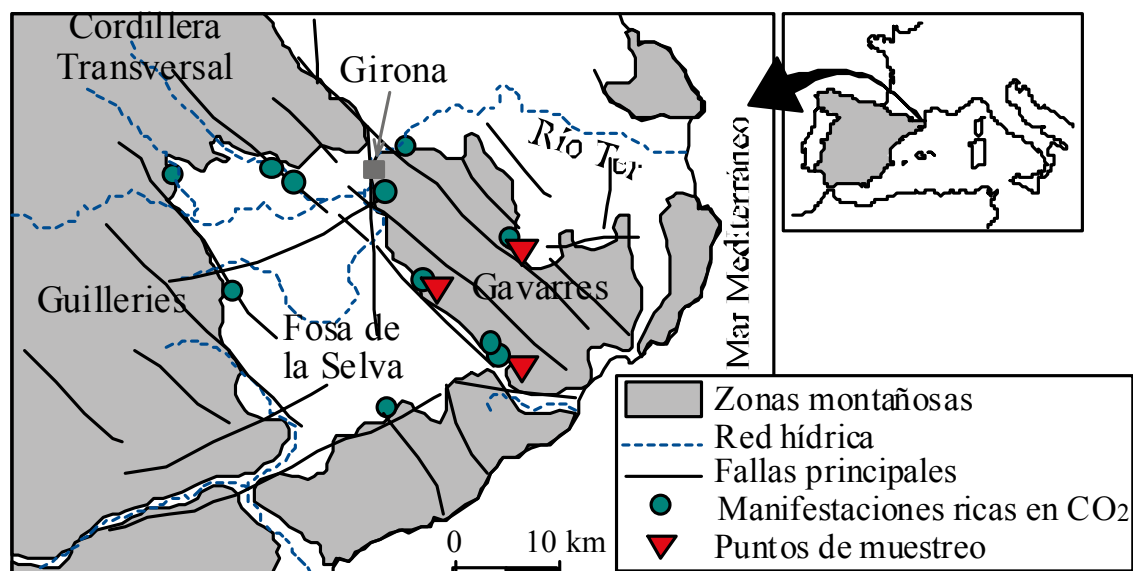 Cordillera
Transversal
Girona
Río Ter
Mar Mediterráneo
Guilleries
Gavarres
Fosa de
la Selva
Zonas montañosas
Red hídrica
Fallas principales
Manifestaciones ricas en CO₂
Puntos de muestreo
0 10 km